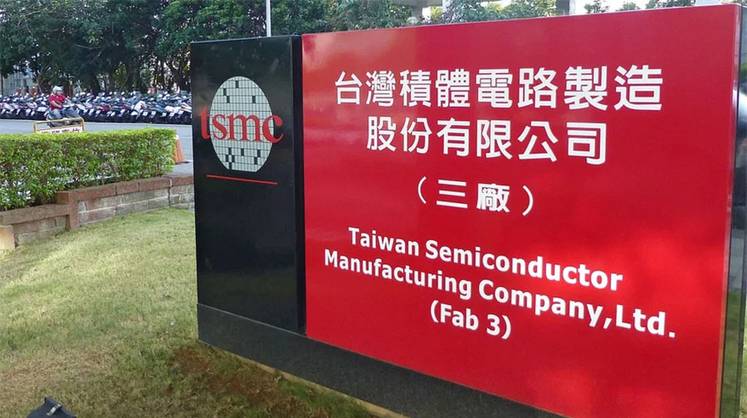 tsmc
台灣積體電路製造
股份有限公司
（三廠）
Taiwan Semiconductor
Manufacturing Company,Ltd.
(Fab 3)